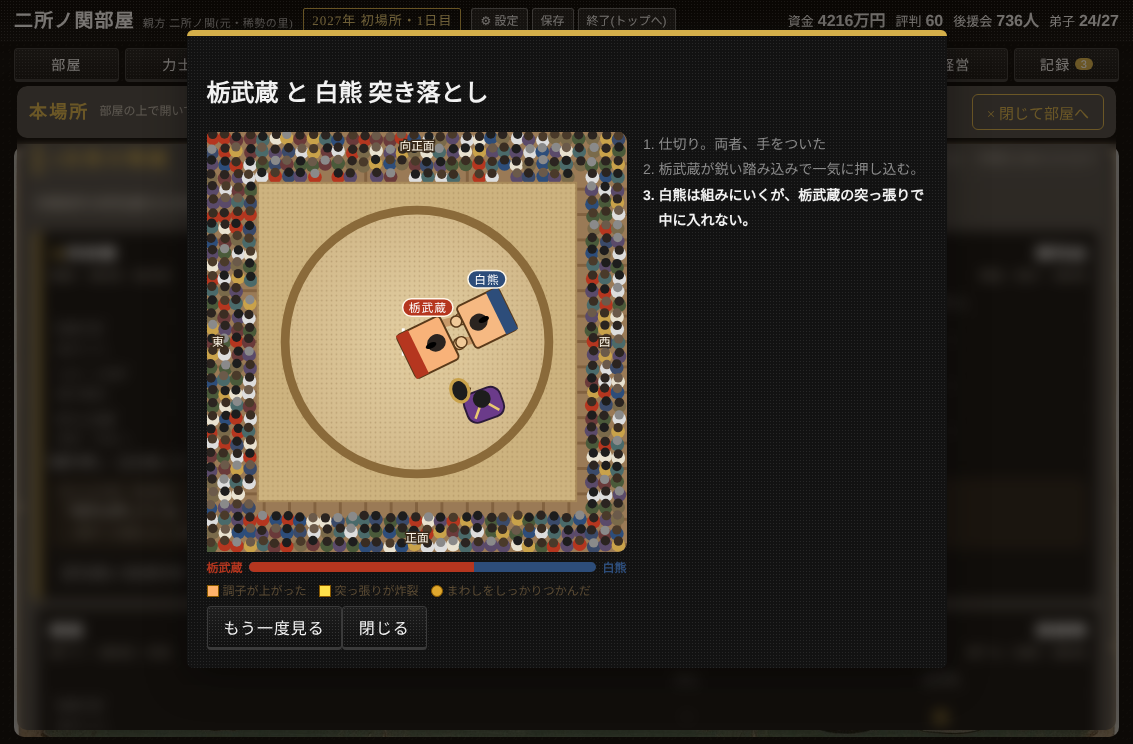 二所ノ関部屋 親方 二所ノ関(元・稀勢の里) 2027年 初場所・1日目 ⚙ 設定 保存 終了(トップへ) 資金 4216万円 評判 60 後援会 736人 弟子 24/27
部屋 力士 経営 記録 3
本場所 部屋の上で開い × 閉じて部屋へ
栃武蔵 と 白熊 突き落とし
向正面
東
西
正面
白熊
栃武蔵
1. 仕切り。両者、手をついた
2. 栃武蔵が鋭い踏み込みで一気に押し込む。
3. 白熊は組みにいくが、栃武蔵の突っ張りで
中に入れない。
栃武蔵 白熊
調子が上がった 突っ張りが炸裂 まわしをしっかりつかんだ
もう一度見る 閉じる